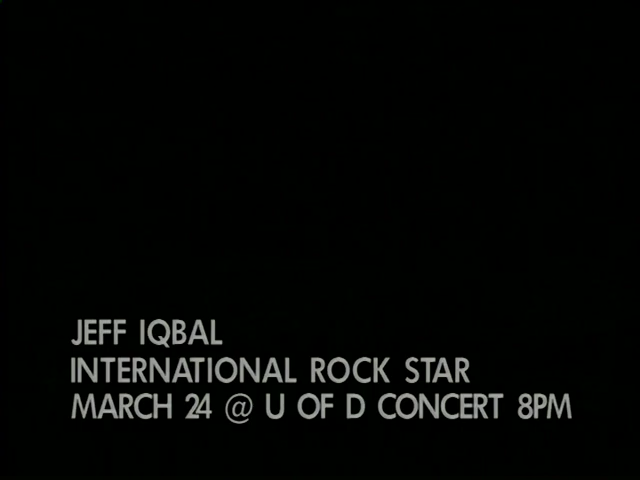 JEFF IQBAL
INTERNATIONAL ROCK STAR
MARCH 24 @ U OF D CONCERT 8PM